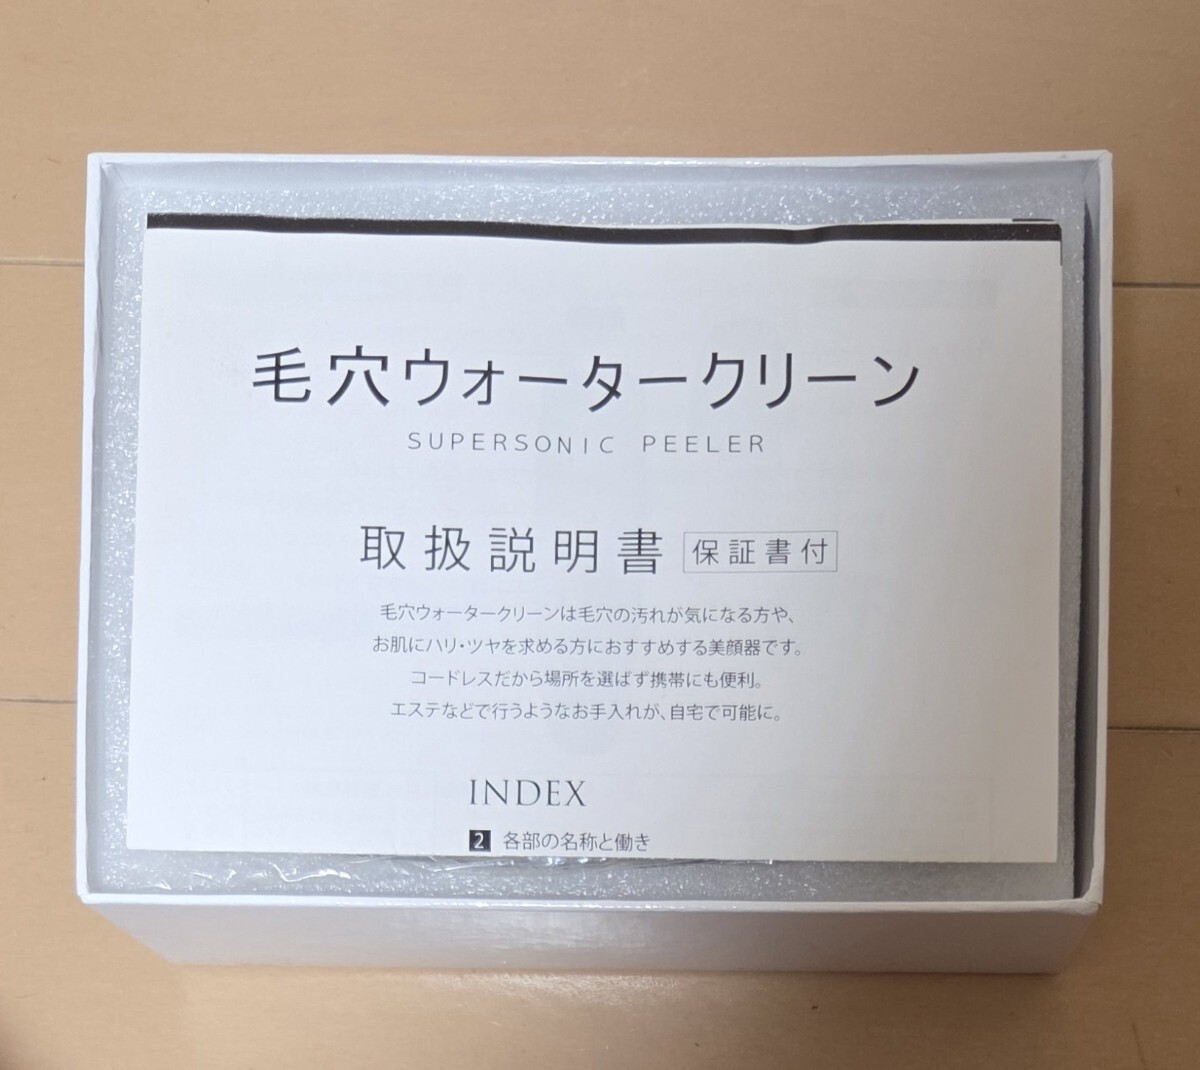 毛穴ウォータークリーン
SUPERSONIC PEELER
取扱説明書 保証書付
毛穴ウォータークリーンは毛穴の汚れが気になる方や、
お肌にハリ・ツヤを求める方におすすめする美顔器です。
コードレスだから場所を選ばず携帯にも便利。
エステなどで行うようなお手入れが、自宅で可能に。
INDEX
2 各部の名称と働き